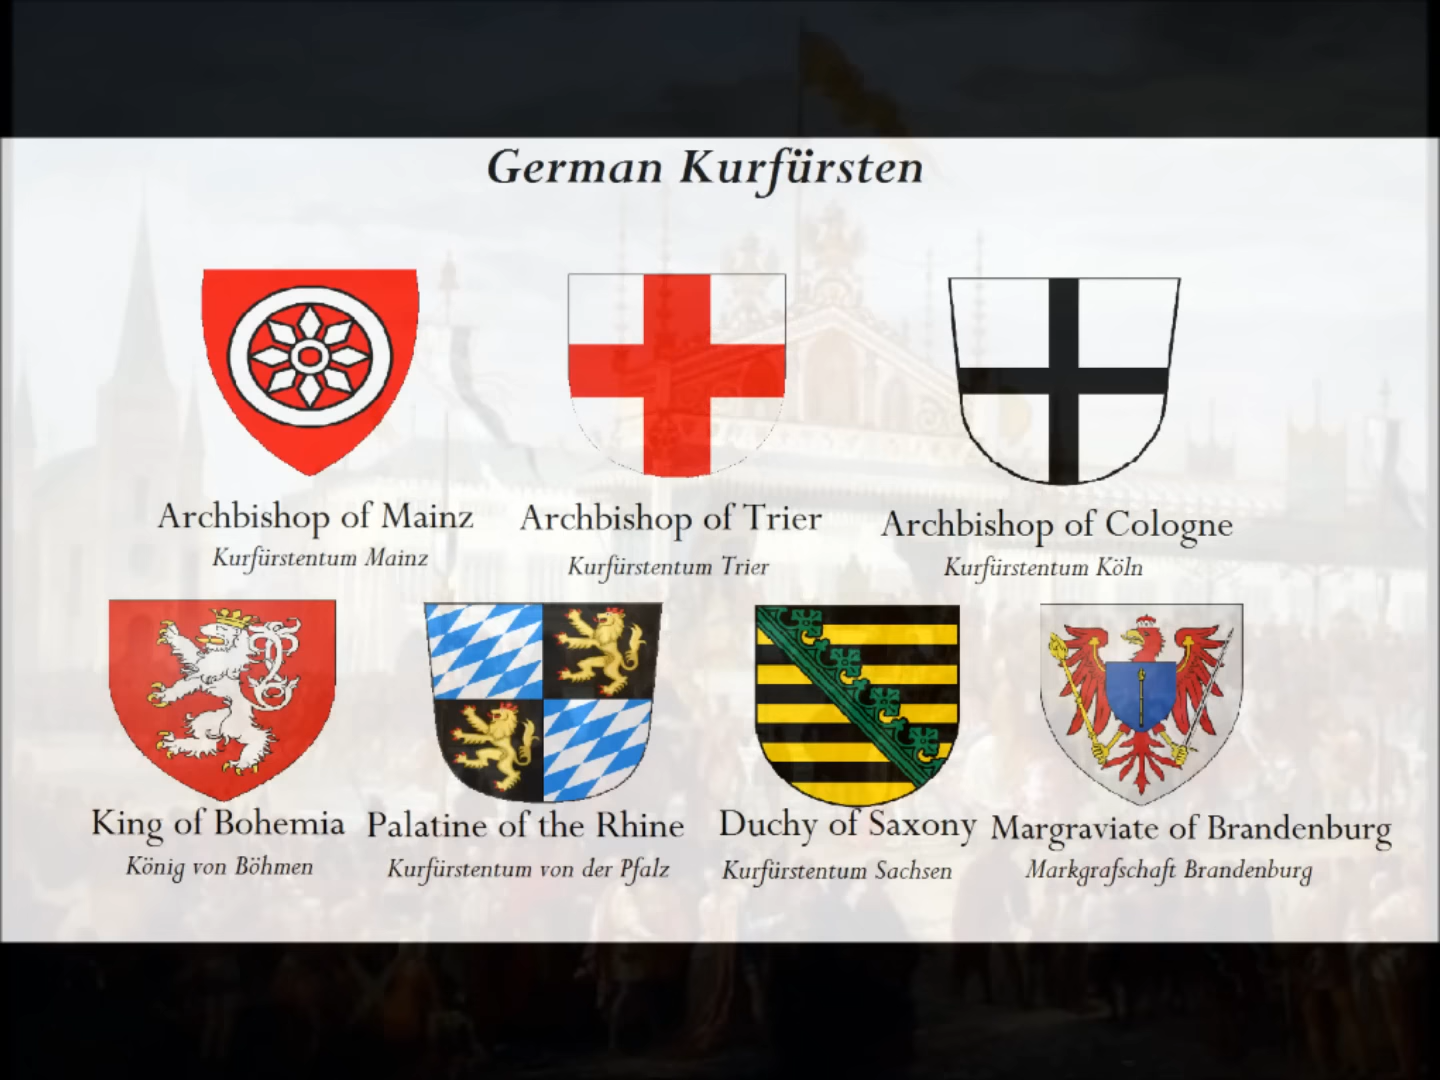 German Kurfürsten
Archbishop of Mainz
Kurfürstentum Mainz
Archbishop of Trier
Kurfürstentum Trier
Archbishop of Cologne
Kurfürstentum Köln
King of Bohemia
König von Böhmen
Palatine of the Rhine
Kurfürstentum von der Pfalz
Duchy of Saxony
Kurfürstentum Sachsen
Margraviate of Brandenburg
Markgrafschaft Brandenburg